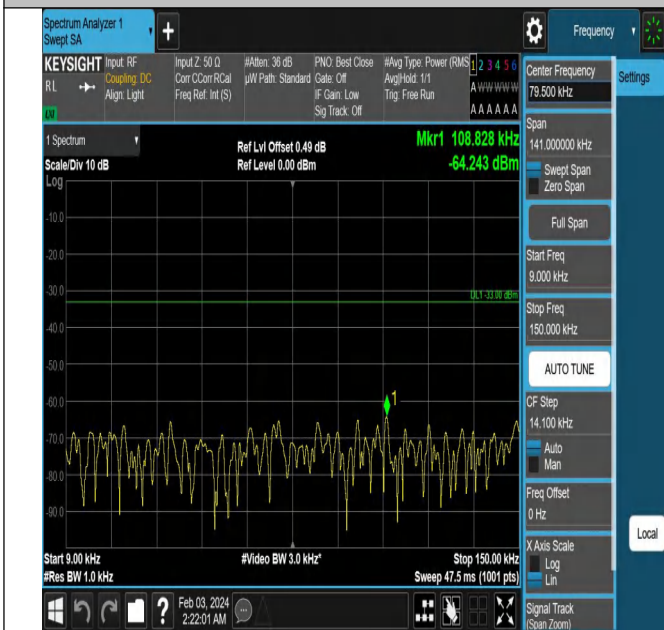 Spectrum Analyzer 1
Swept SA
Frequency
KEYSIGHT
RL
Input: RF
Coupling: DC
Align: Light
Input Z: 50 Ω
Corr CCorr RCal
Freq Ref: Int (S)
#Atten: 36 dB
µW Path: Standard
PNO: Best Close
Gate: Off
IF Gain: Low
Sig Track: Off
#Avg Type: Power (RMS
Avg|Hold: 1/1
Trig: Free Run
1 2 3 4 5 6
A W W W W W
A A A A A A
Center Frequency
79.500 kHz
Settings
Span
141.000000 kHz
Swept Span
Zero Span
Full Span
Start Freq
9.000 kHz
Stop Freq
150.000 kHz
AUTO TUNE
CF Step
14.100 kHz
Auto
Man
Freq Offset
0 Hz
X Axis Scale
Log
Lin
Signal Track
(Span Zoom)
Local
1 Spectrum
Scale/Div 10 dB
Log
Ref Lvl Offset 0.49 dB
Ref Level 0.00 dBm
Mkr1 108.828 kHz
-64.243 dBm
-10.0
-20.0
-30.0
DL1 -33.00 dBm
-40.0
-50.0
-60.0
1
-70.0
-80.0
-90.0
Start 9.00 kHz
#Video BW 3.0 kHz*
Stop 150.00 kHz
#Res BW 1.0 kHz
Sweep 47.5 ms (1001 pts)
Feb 03, 2024
2:22:01 AM